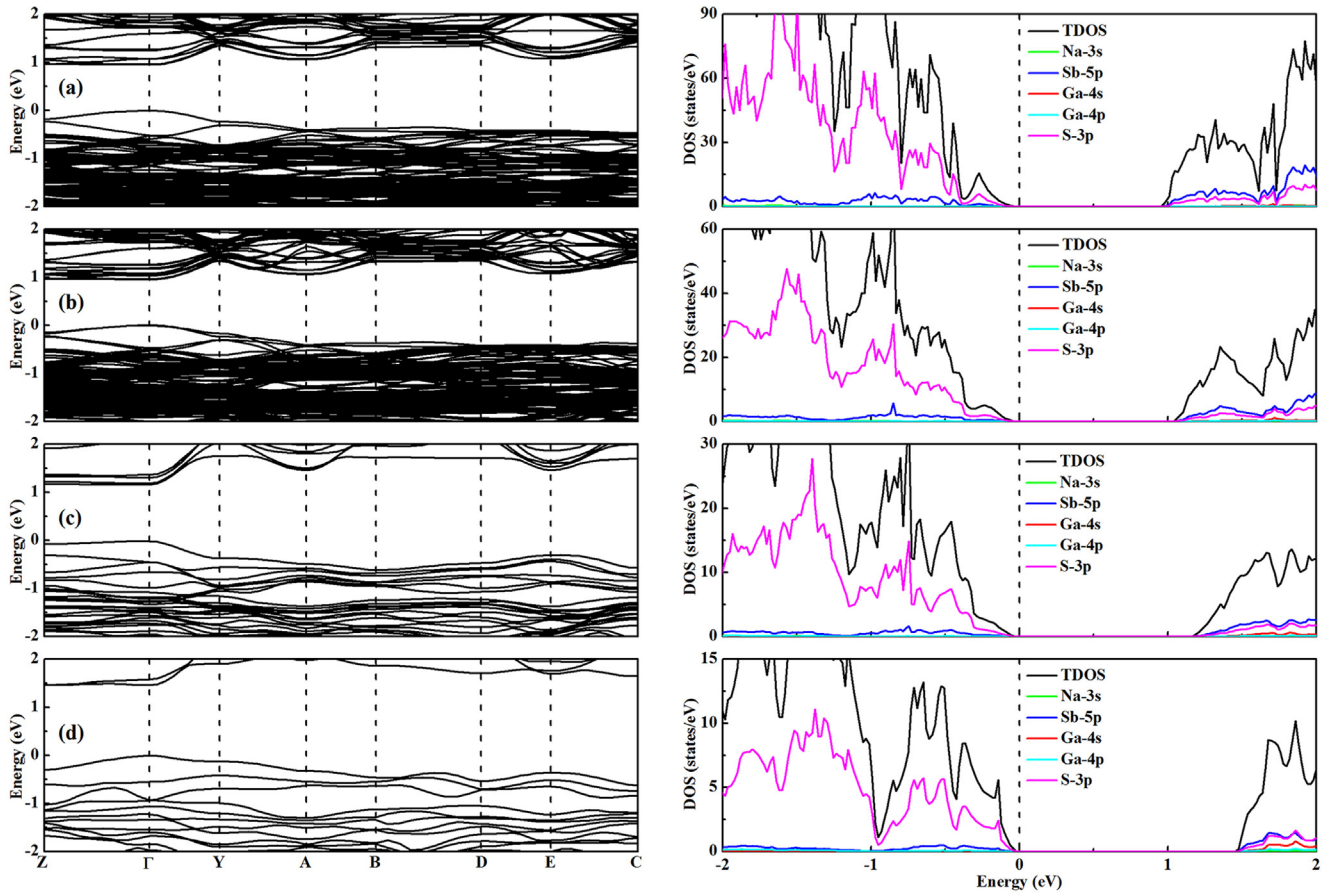 2
1
0
-1
-2
Energy (eV)
(a)
90
60
30
0
DOS (states/eV)
TDOS
Na-3s
Sb-5p
Ga-4s
Ga-4p
S-3p
2
1
0
-1
-2
Energy (eV)
(b)
60
40
20
0
DOS (states/eV)
TDOS
Na-3s
Sb-5p
Ga-4s
Ga-4p
S-3p
2
1
0
-1
-2
Energy (eV)
(c)
30
20
10
0
DOS (states/eV)
TDOS
Na-3s
Sb-5p
Ga-4s
Ga-4p
S-3p
2
1
0
-1
-2
Energy (eV)
(d)
Z Γ Y A B D E C
15
10
5
0
DOS (states/eV)
TDOS
Na-3s
Sb-5p
Ga-4s
Ga-4p
S-3p
-2 -1 0 1 2
Energy (eV)